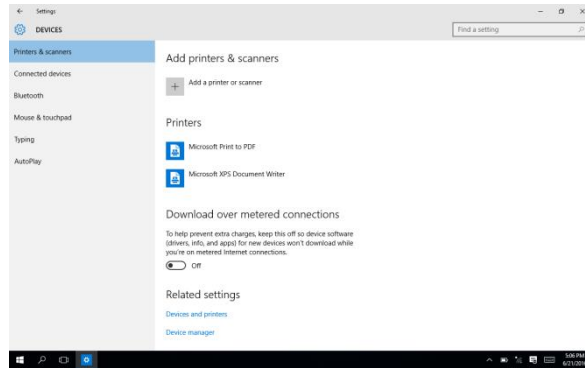 Settings
DEVICES
Find a setting
Printers & scanners
Connected devices
Bluetooth
Mouse & touchpad
Typing
AutoPlay
Add printers & scanners
Add a printer or scanner
Printers
Microsoft Print to PDF
Microsoft XPS Document Writer
Download over metered connections
To help prevent extra charges, keep this off so device software
(drivers, info, and apps) for new devices won't download while
you're on metered Internet connections.
Off
Related settings
Devices and printers
Device manager
5:06 PM